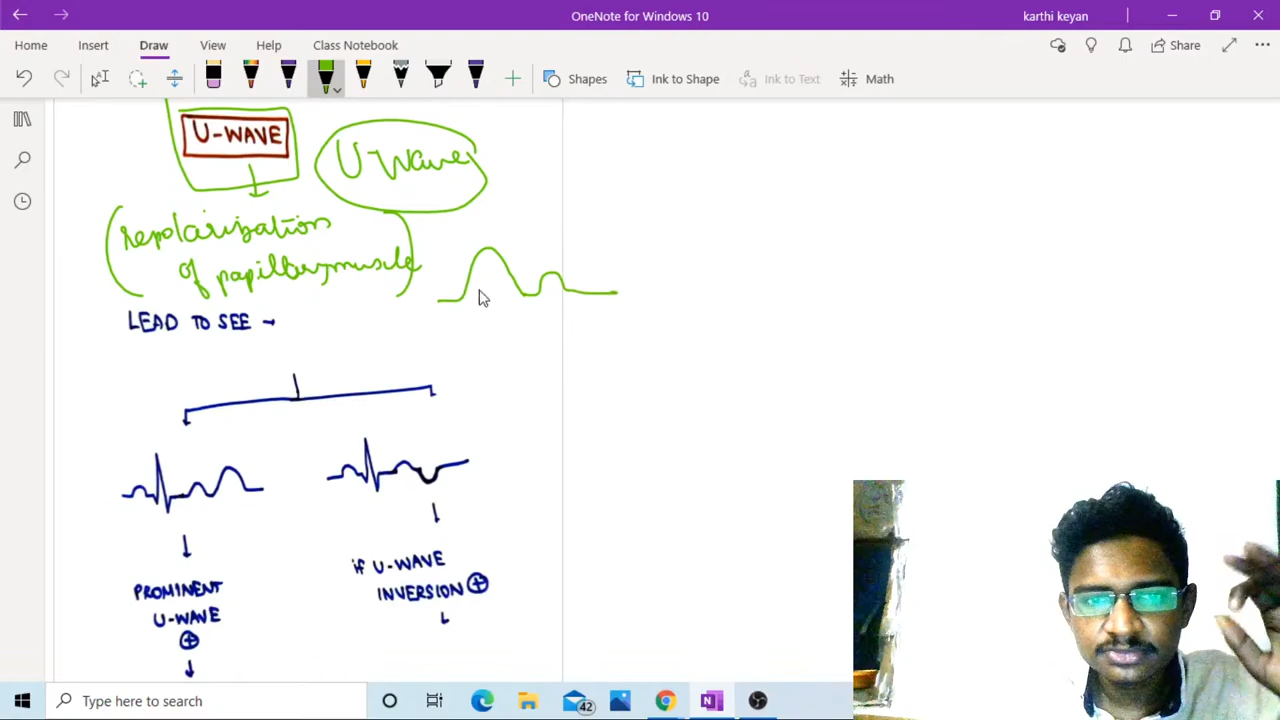 OneNote for Windows 10
karthi keyan
Home Insert Draw View Help Class Notebook
Share
Shapes Ink to Shape Ink to Text Math
U-WAVE
U-Wave
repolarization
of papillary muscle
LEAD TO SEE →
PROMINENT
U-WAVE
if U-WAVE
INVERSION
Type here to search
42